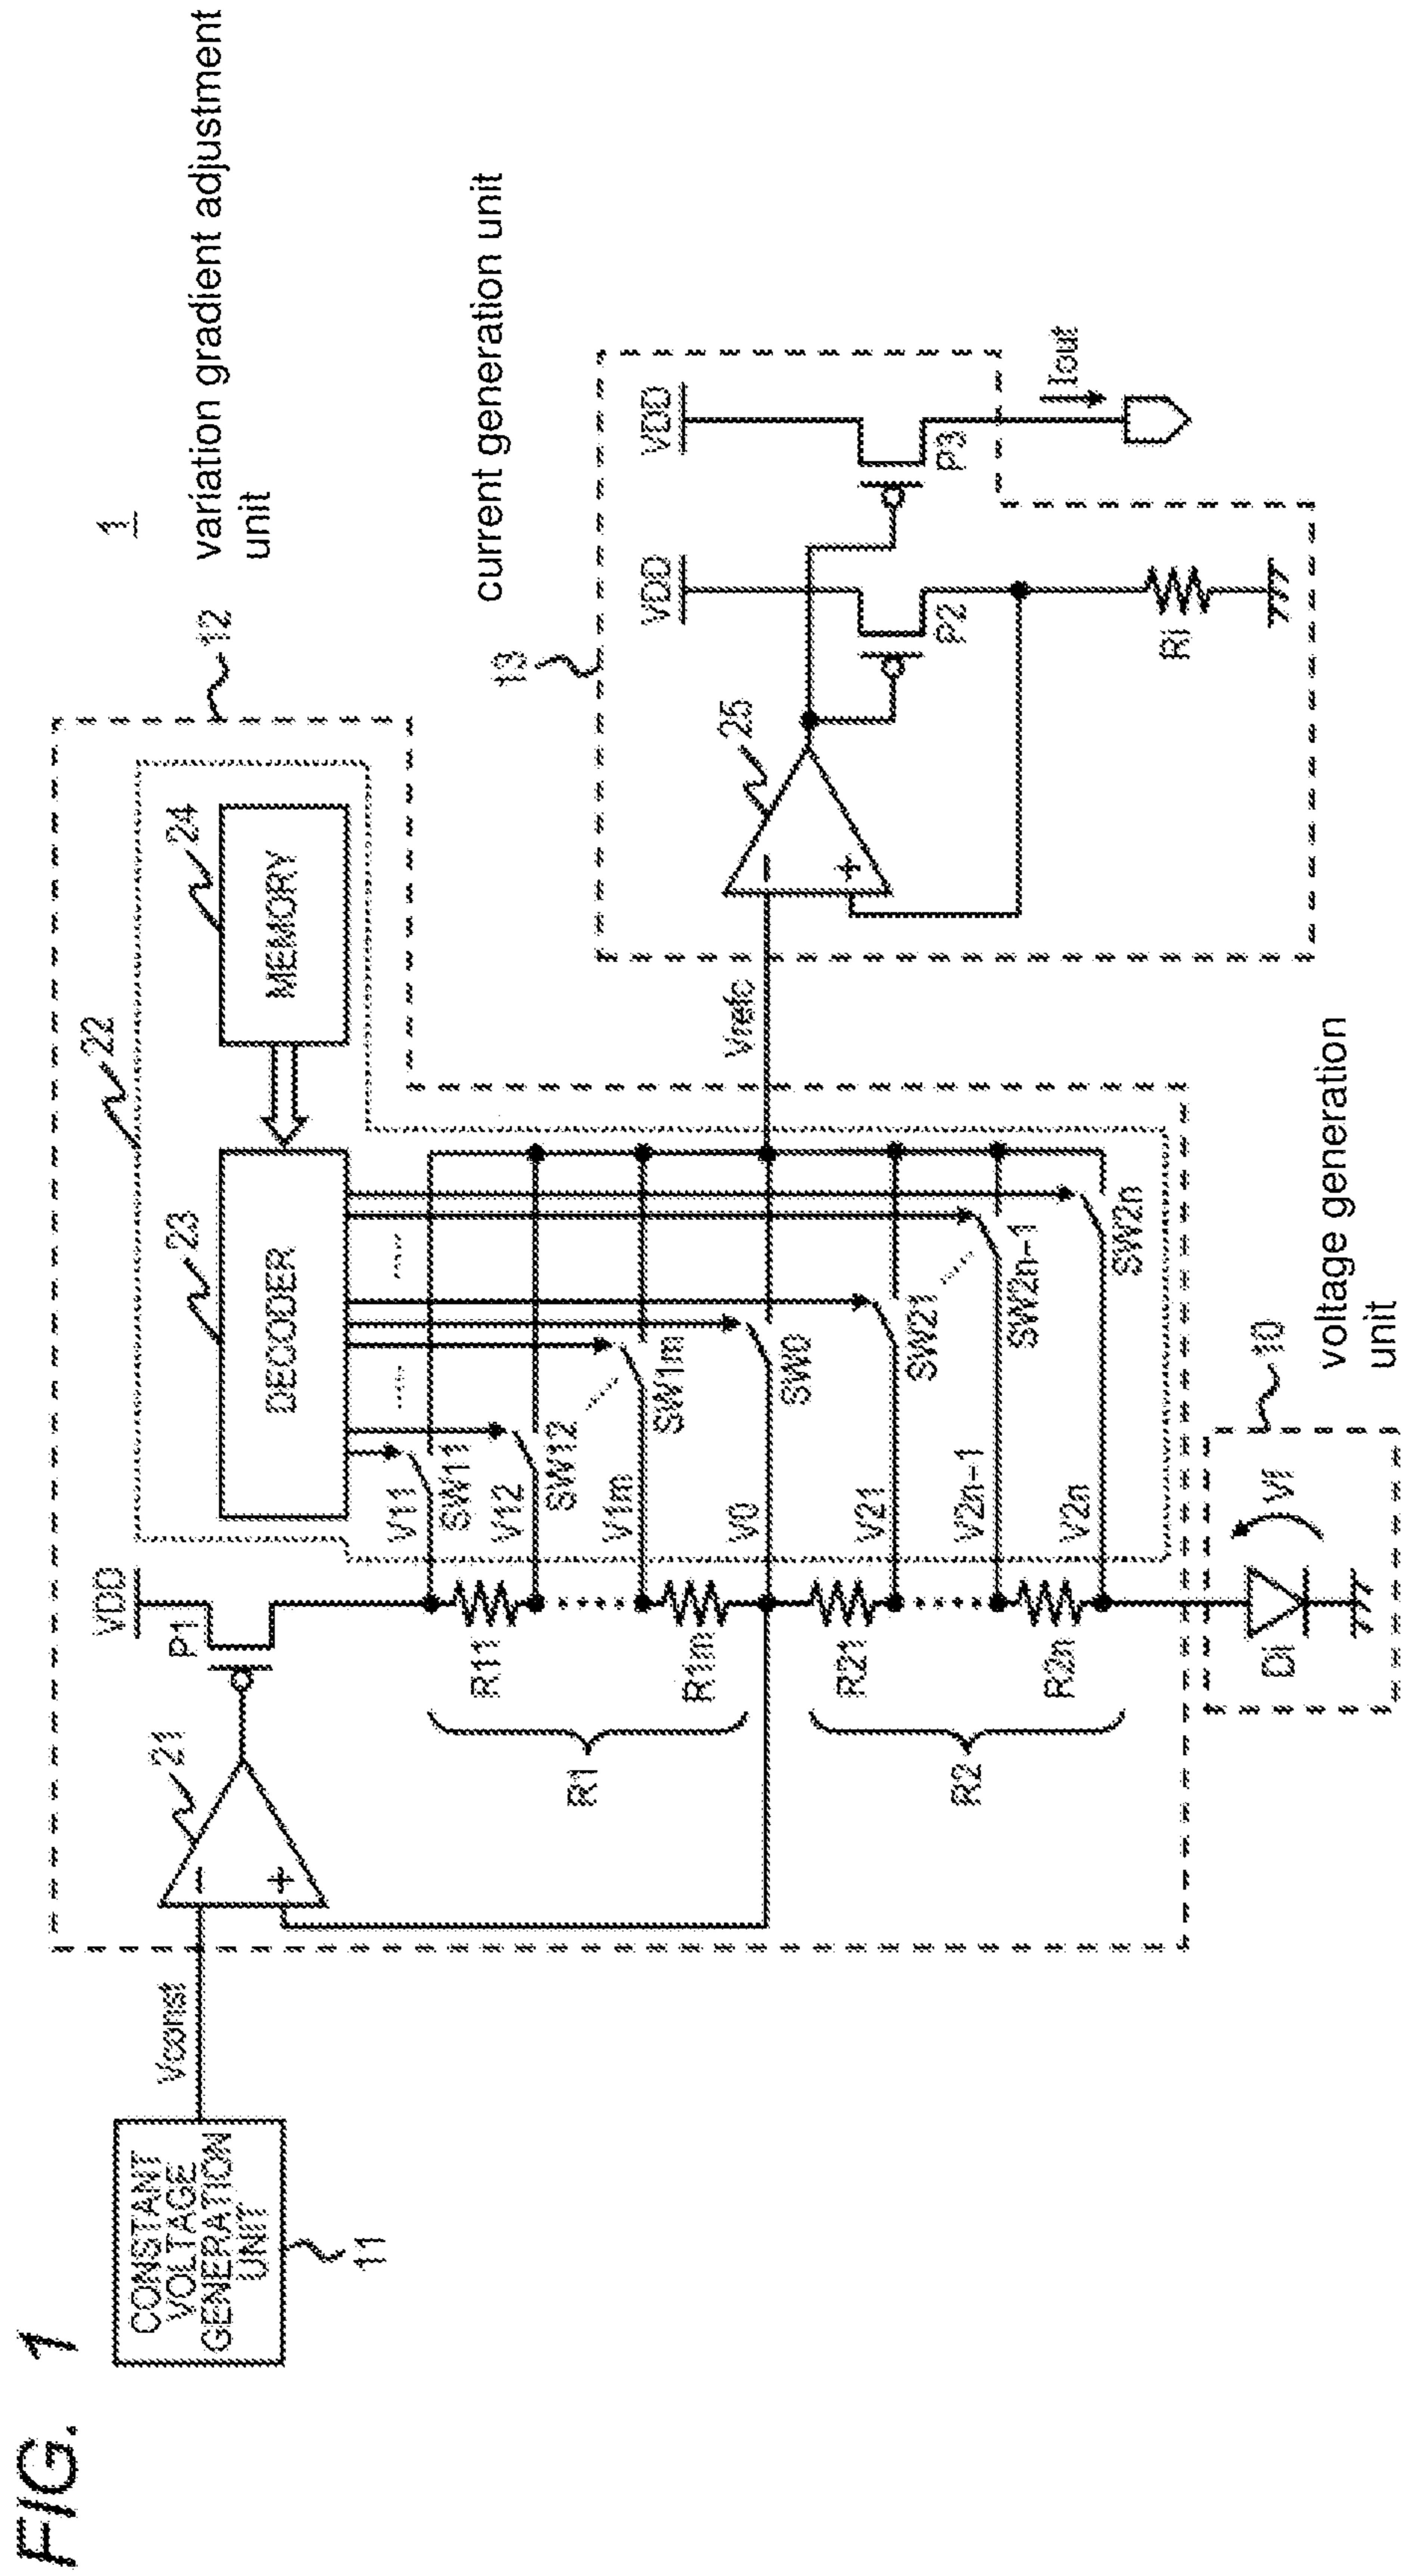 FIG. 1
1
12
variation gradient adjustment
unit
22
23
24
DECODER
MEMORY
CONSTANT
VOLTAGE
GENERATION
UNIT
11
Vconst
21
VDD
P1
V11
SW11
V12
SW12
V1m
SW1m
V0
SW0
V21
SW21
V2n-1
SW2n-1
V2n
SW2n
R11
R1m
R1
R21
R2n
R2
Vrefc
current generation unit
13
25
VDD
P2
VDD
P3
Iout
Ri
10
voltage generation
unit
Di
Vf